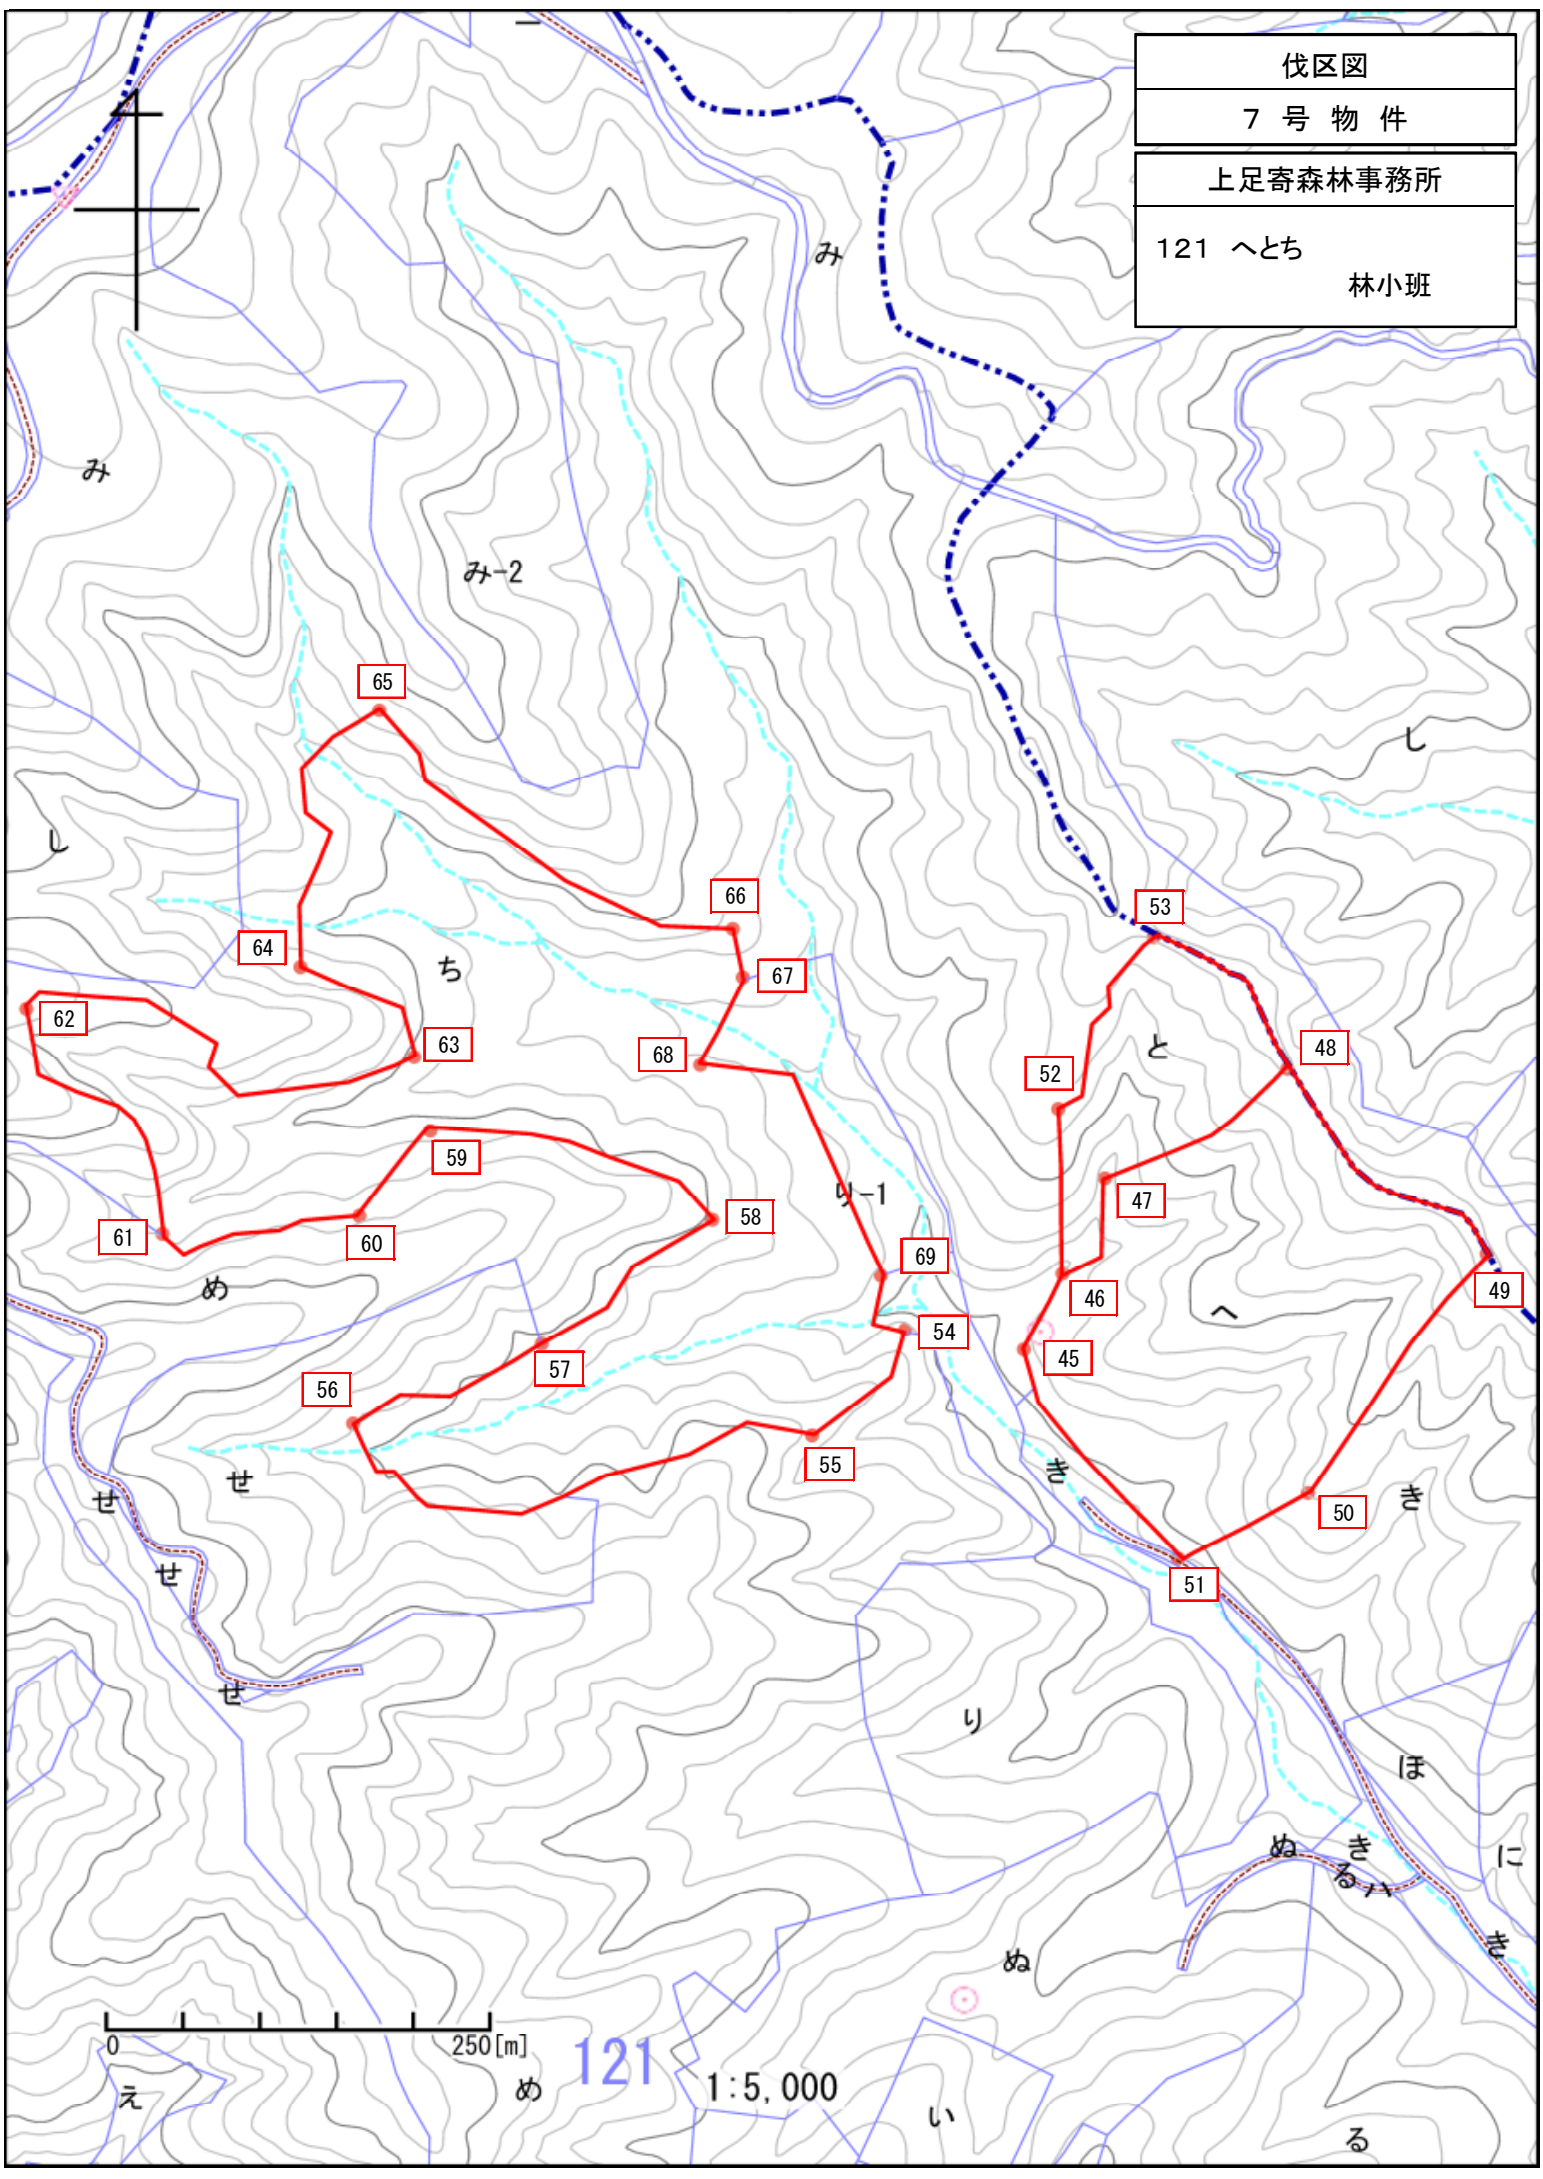 伐区図
７ 号 物 件
上足寄森林事務所
１２１ へとち
林小班
み
み
み-2
65
し
し
66
53
64
ち
67
62
63
68
と
48
52
59
47
り-1
58
61
60
69
め
46
49
へ
54
45
57
56
55
き
せ
せ
き
50
せ
51
せ
り
ほ
ぬ
き
に
るハ
き
ぬ
0
250[m]
121
1:5,000
え
め
い
る